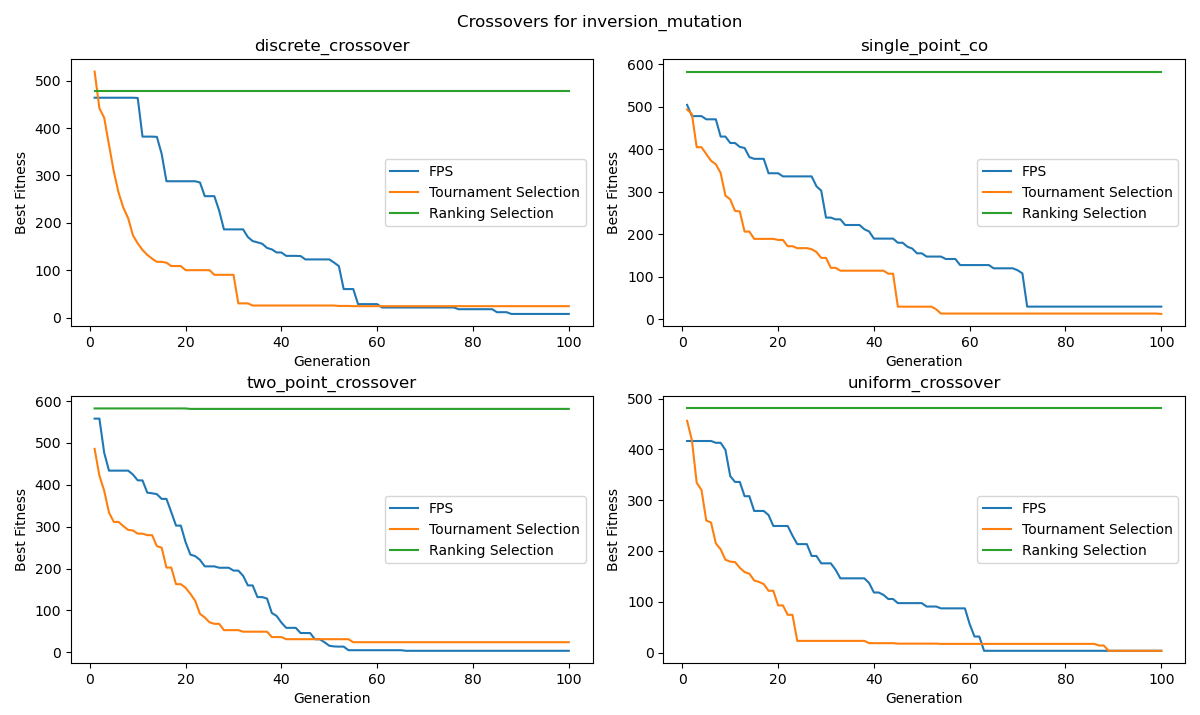 Crossovers for inversion_mutation
discrete_crossover
Best Fitness
500
400
300
200
100
0
FPS
Tournament Selection
Ranking Selection
0 20 40 60 80 100
Generation
single_point_co
Best Fitness
600
500
400
300
200
100
0
FPS
Tournament Selection
Ranking Selection
0 20 40 60 80 100
Generation
two_point_crossover
Best Fitness
600
500
400
300
200
100
0
FPS
Tournament Selection
Ranking Selection
0 20 40 60 80 100
Generation
uniform_crossover
Best Fitness
500
400
300
200
100
0
FPS
Tournament Selection
Ranking Selection
0 20 40 60 80 100
Generation